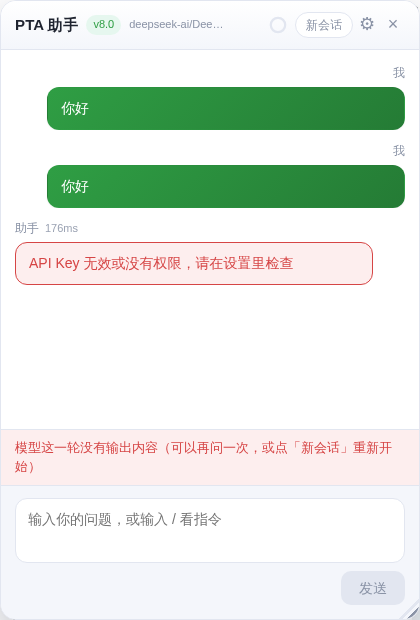 PTA 助手 v8.0 deepseek-ai/Dee… 新会话 ⚙ ×
我
你好
我
你好
助手 176ms
API Key 无效或没有权限，请在设置里检查
模型这一轮没有输出内容（可以再问一次，或点「新会话」重新开
始）
输入你的问题，或输入 / 看指令
发送